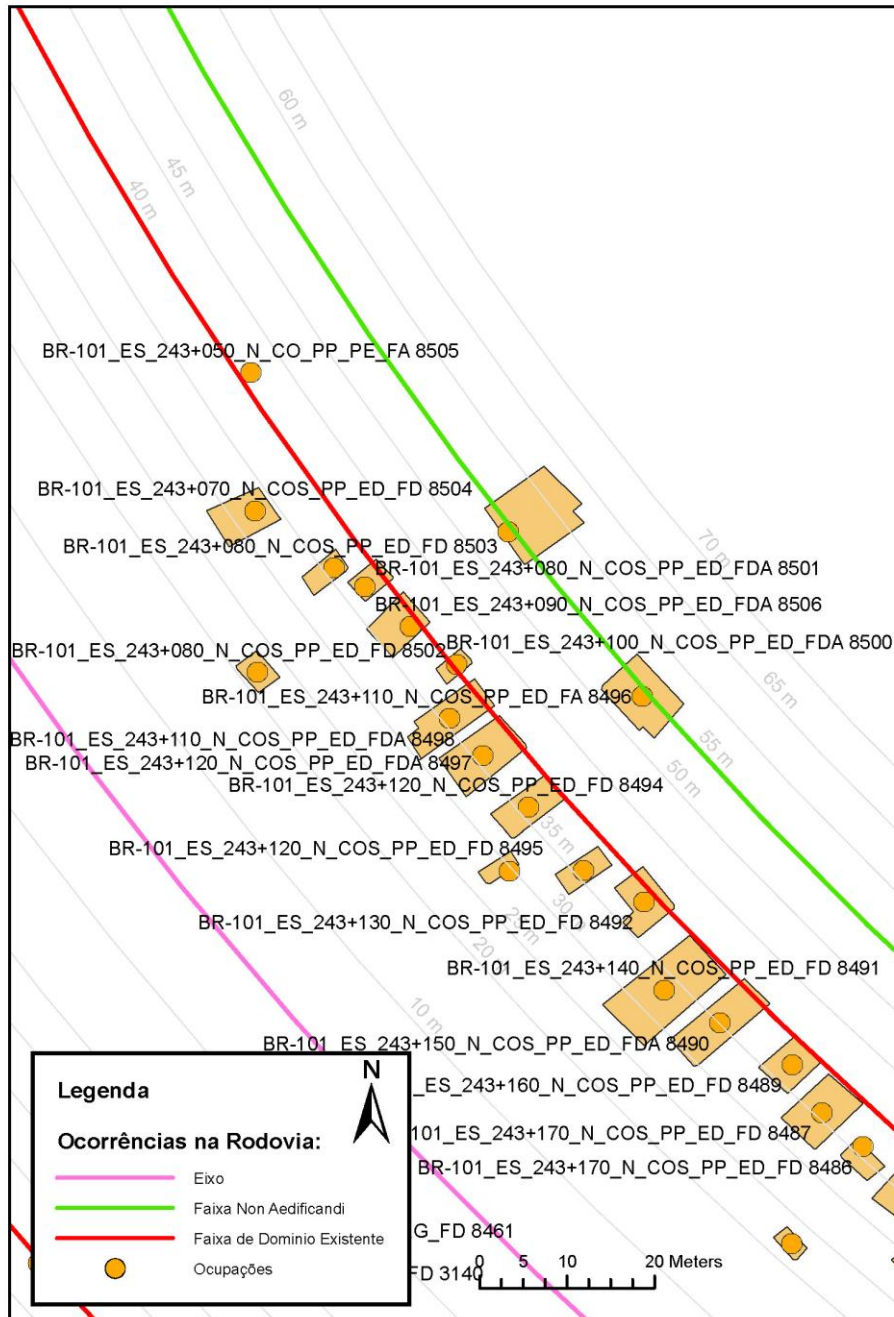 60 m
45 m
40 m
BR-101_ES_243+050_N_CO_PP_PE_FA 8505
BR-101_ES_243+070_N_COS_PP_ED_FD 8504
BR-101_ES_243+080_N_COS_PP_ED_FD 8503
70 m
BR-101_ES_243+080_N_COS_PP_ED_FDA 8501
BR-101_ES_243+090_N_COS_PP_ED_FDA 8506
BR-101_ES_243+100_N_COS_PP_ED_FDA 8500
BR-101_ES_243+080_N_COS_PP_ED_FD 8502
65 m
BR-101_ES_243+110_N_COS_PP_ED_FA 8496
55 m
BR-101_ES_243+110_N_COS_PP_ED_FDA 8498
BR-101_ES_243+120_N_COS_PP_ED_FDA 8497
50 m
BR-101_ES_243+120_N_COS_PP_ED_FD 8494
35 m
BR-101_ES_243+120_N_COS_PP_ED_FD 8495
30 m
25 m
BR-101_ES_243+130_N_COS_PP_ED_FD 8492
20
BR-101_ES_243+140_N_COS_PP_ED_FD 8491
10 m
BR-101_ES_243+150_N_COS_PP_ED_FDA 8490
_ES_243+160_N_COS_PP_ED_FD 8489
101_ES_243+170_N_COS_PP_ED_FD 8487
BR-101_ES_243+170_N_COS_PP_ED_FD 8486
G_FD 8461
FD 3140
N
Legenda
Ocorrências na Rodovia:
Eixo
Faixa Non Aedificandi
Faixa de Dominio Existente
Ocupações
0 5 10 20 Meters